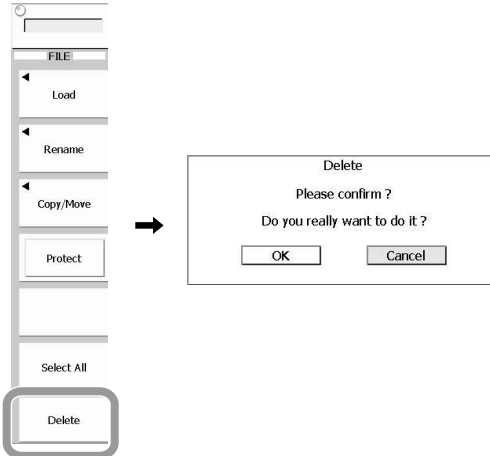 FILE
Load
Rename
Copy/Move
Protect
Select All
Delete
Delete
Please confirm ?
Do you really want to do it ?
OK
Cancel